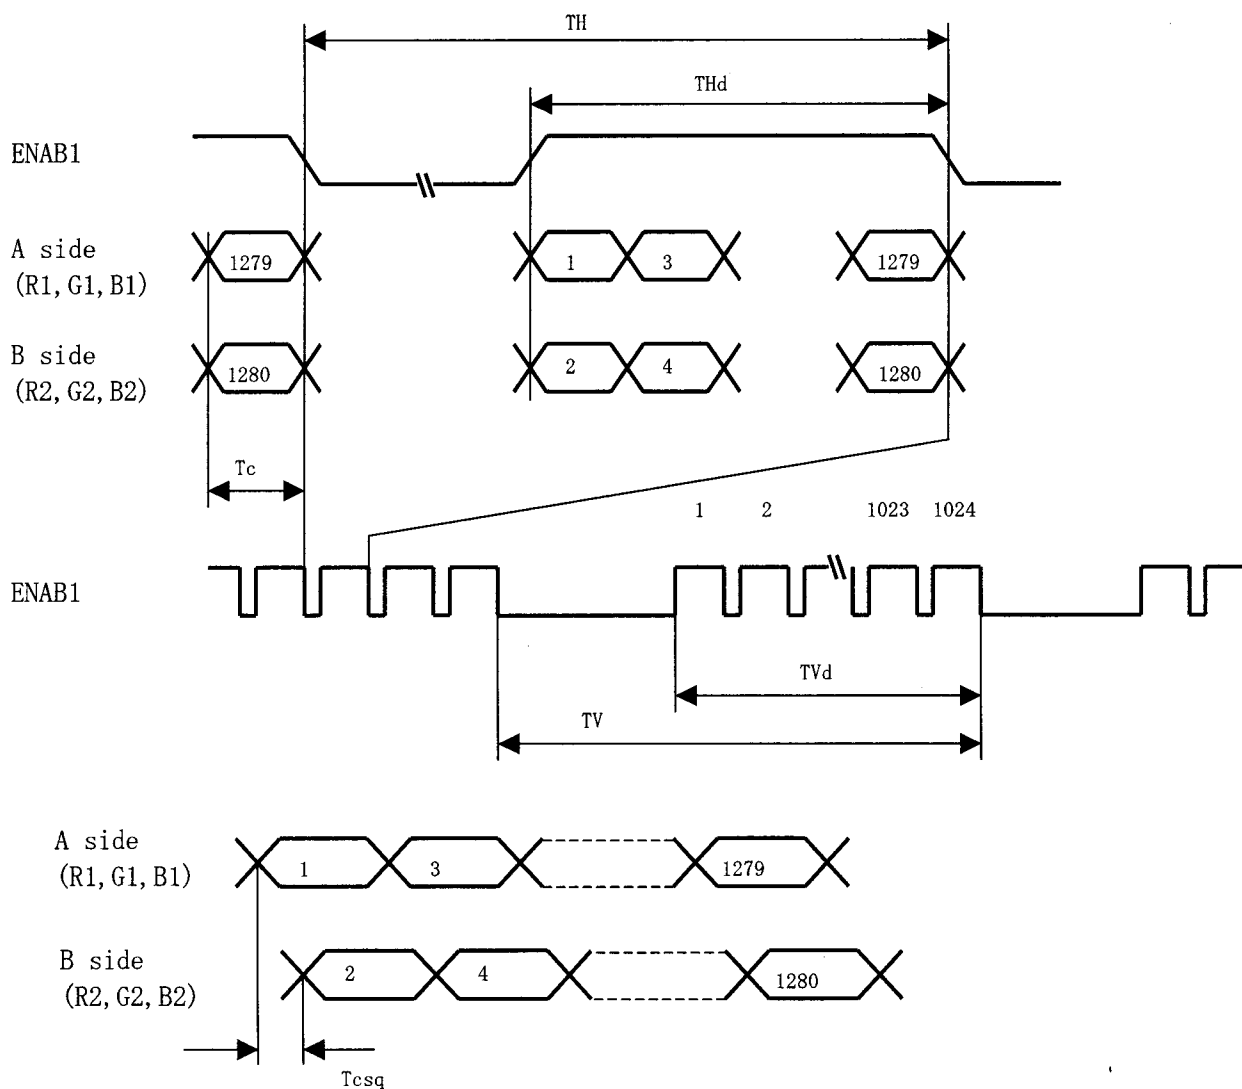 TH
THd
ENAB1
A side
(R1, G1, B1)
1279
1
3
1279
B side
(R2, G2, B2)
1280
2
4
1280
Tc
1
2
1023
1024
ENAB1
TVd
TV
A side
(R1, G1, B1)
1
3
1279
B side
(R2, G2, B2)
2
4
1280
Tcsq